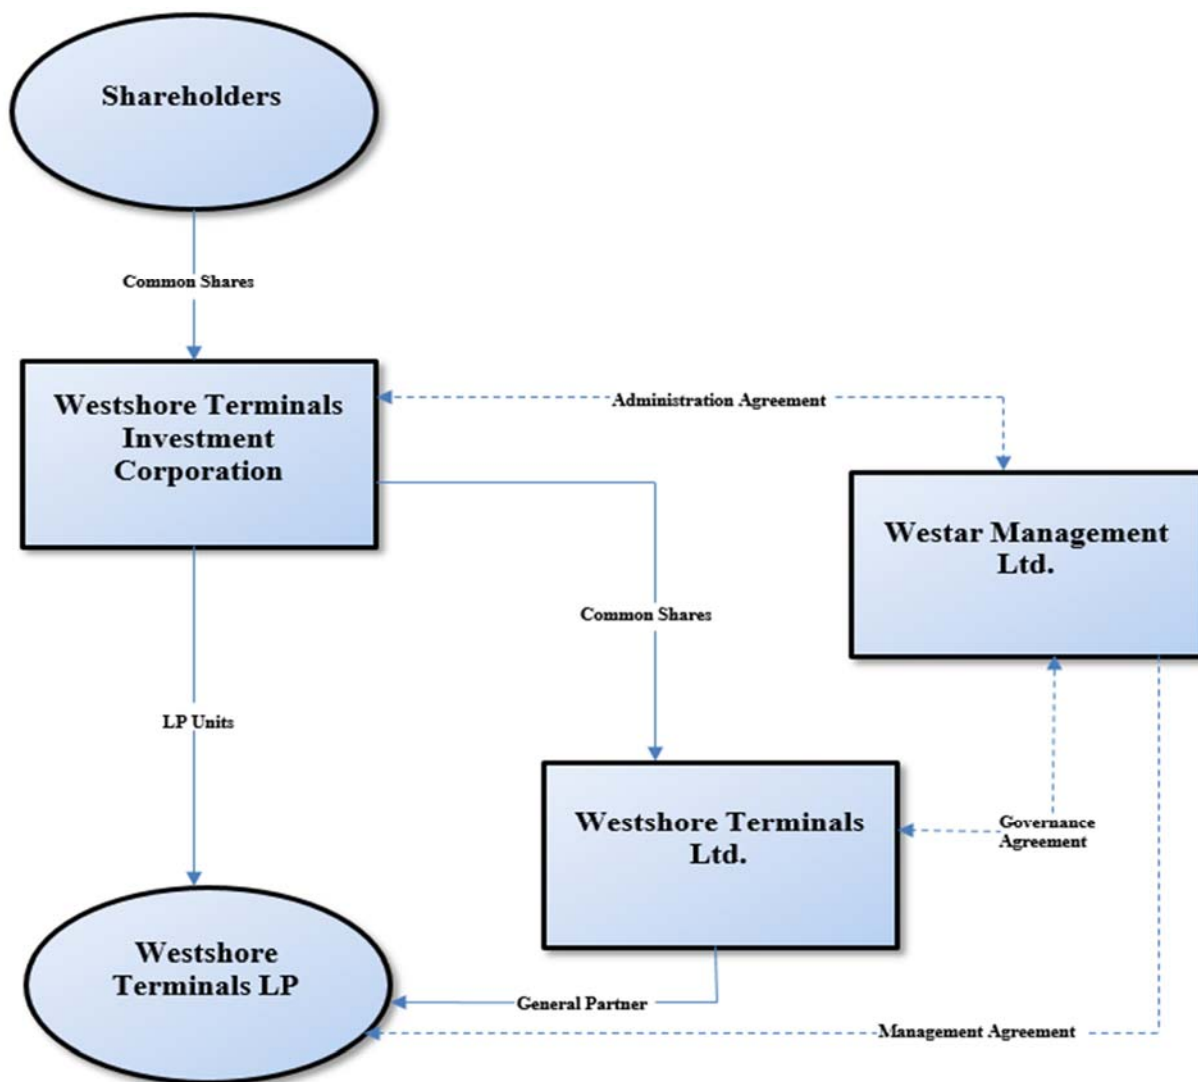 Shareholders
Common Shares
Westshore Terminals
Investment
Corporation
Administration Agreement
Westar Management
Ltd.
Common Shares
LP Units
Westshore Terminals
Ltd.
Governance
Agreement
Westshore
Terminals LP
General Partner
Management Agreement